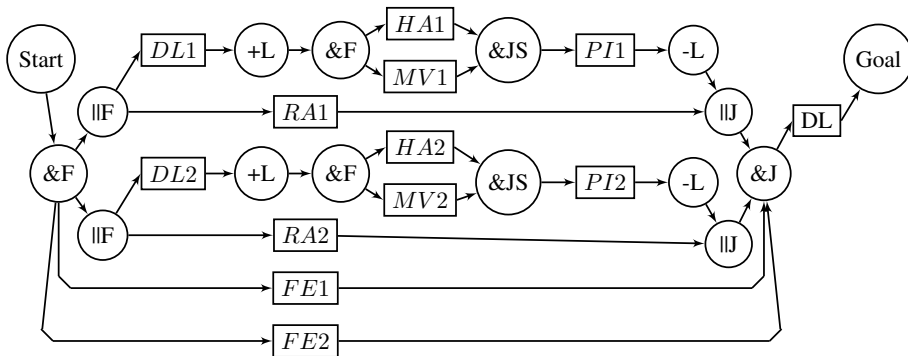 Start
&F
||F
DL1
+L
&F
HA1
MV1
&JS
PI1
-L
||J
RA1
||F
DL2
+L
&F
HA2
MV2
&JS
PI2
-L
||J
RA2
FE1
FE2
&J
DL
Goal